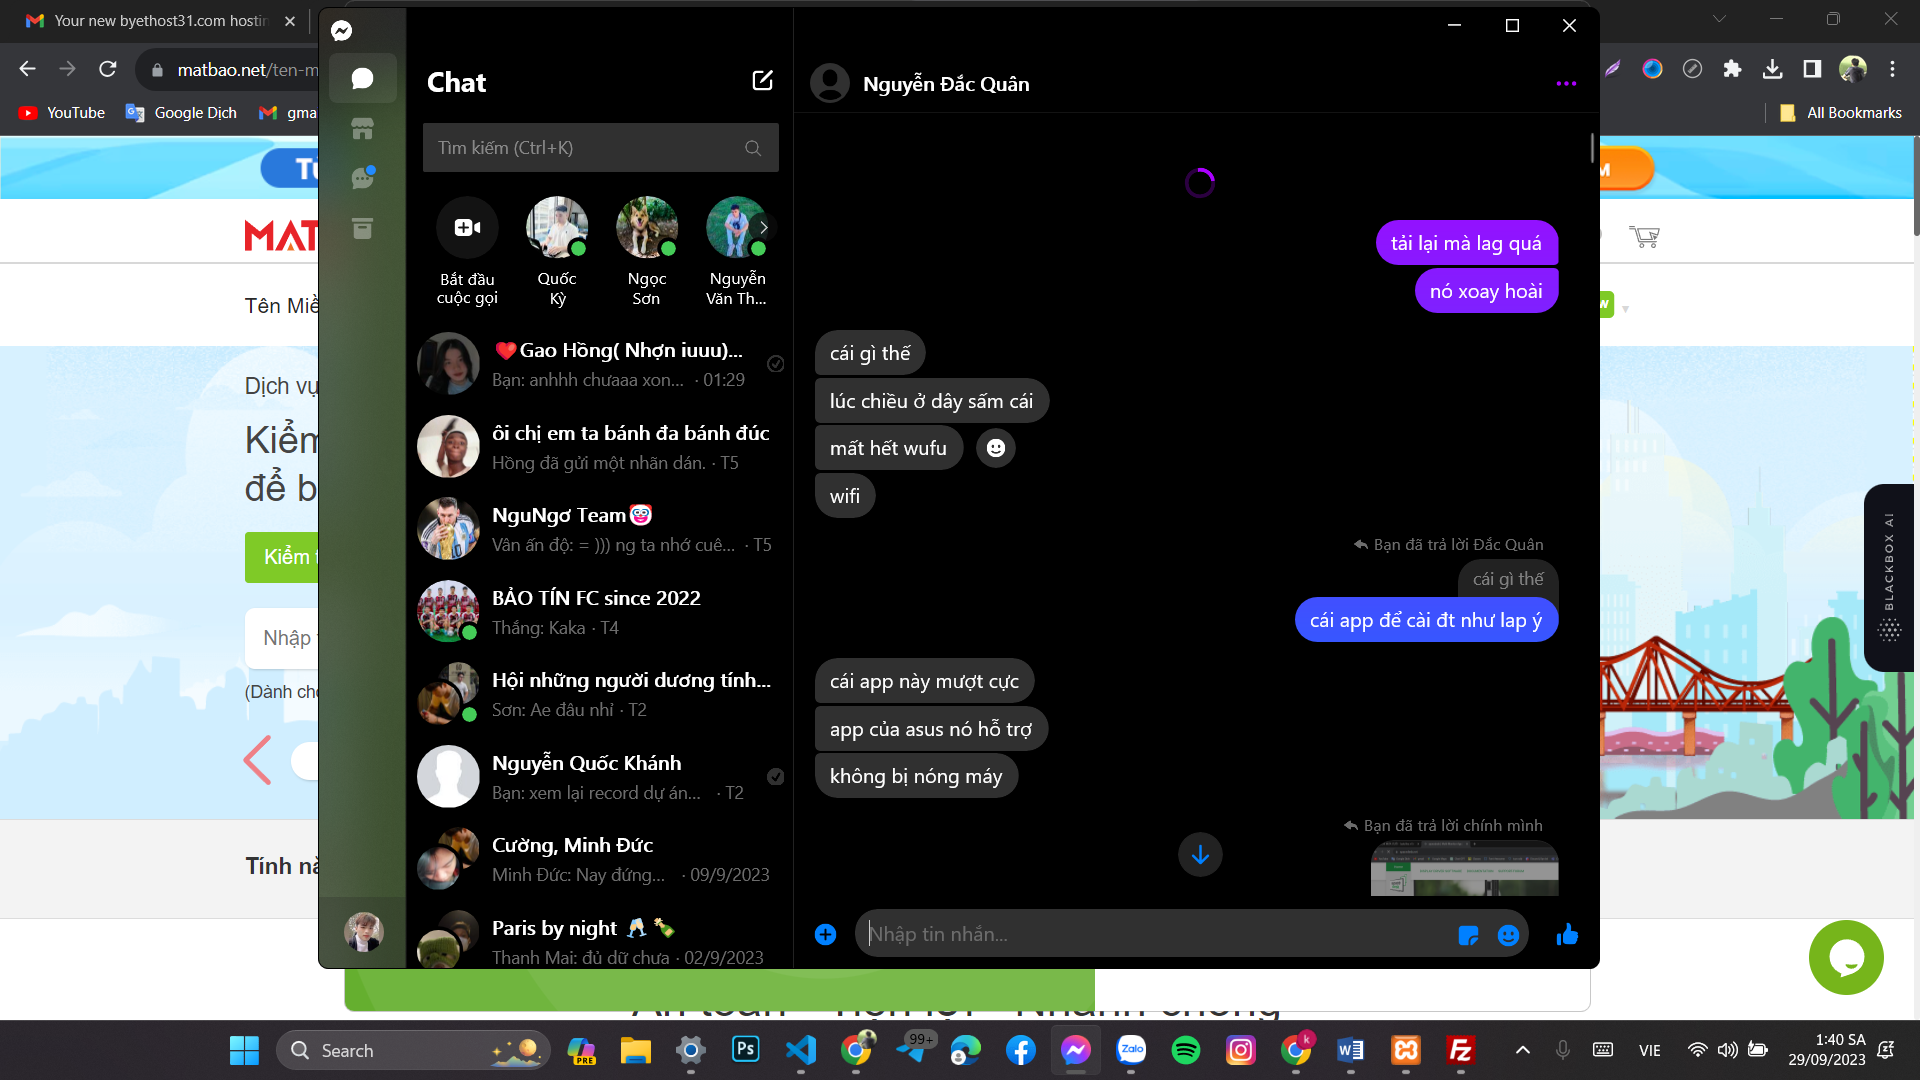 Your new byethost31.com hostin
matbao.net/ten-m
YouTube
Google Dịch
gma
All Bookmarks
Tên Miề
Dịch vụ
Kiểm
để b
Kiểm t
Nhập
(Dành ch
Tính nă
Chat
Tìm kiếm (Ctrl+K)
Bắt đầu
cuộc gọi
Quốc
Kỳ
Ngọc
Sơn
Nguyễn
Văn Th...
❤️Gao Hồng( Nhợn iuuu)...
Bạn: anhhh chưaaa xon... · 01:29
ôi chị em ta bánh đa bánh đúc
Hồng đã gửi một nhãn dán. · T5
NguNgơ Team🤡
Vân ấn độ: = ))) ng ta nhớ cuê... · T5
BẢO TÍN FC since 2022
Thắng: Kaka · T4
Hội những người dương tính...
Sơn: Ae đâu nhỉ · T2
Nguyễn Quốc Khánh
Bạn: xem lại record dự án... · T2
Cường, Minh Đức
Minh Đức: Nay đứng... · 09/9/2023
Paris by night 🥂🍾
Thanh Mai: đủ dữ chưa · 02/9/2023
Nguyễn Đắc Quân
tải lại mà lag quá
nó xoay hoài
cái gì thế
lúc chiều ở dây sấm cái
mất hết wufu
wifi
Bạn đã trả lời Đắc Quân
cái gì thế
cái app để cài đt như lap ý
cái app này mượt cực
app của asus nó hỗ trợ
không bị nóng máy
Bạn đã trả lời chính mình
Nhập tin nhắn...
BLACKBOX AI
Search
PRE
Ps
99+
Zalo
k
Fz
VIE
1:40 SA
29/09/2023